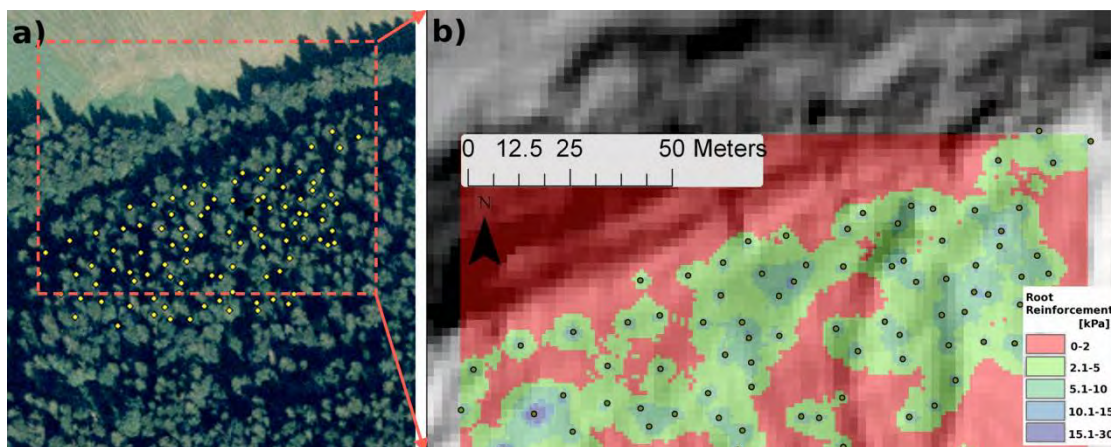 a)
b)
0 12.5 25 50 Meters
N
Root
Reinforcement
[kPa]
0-2
2.1-5
5.1-10
10.1-15
15.1-30